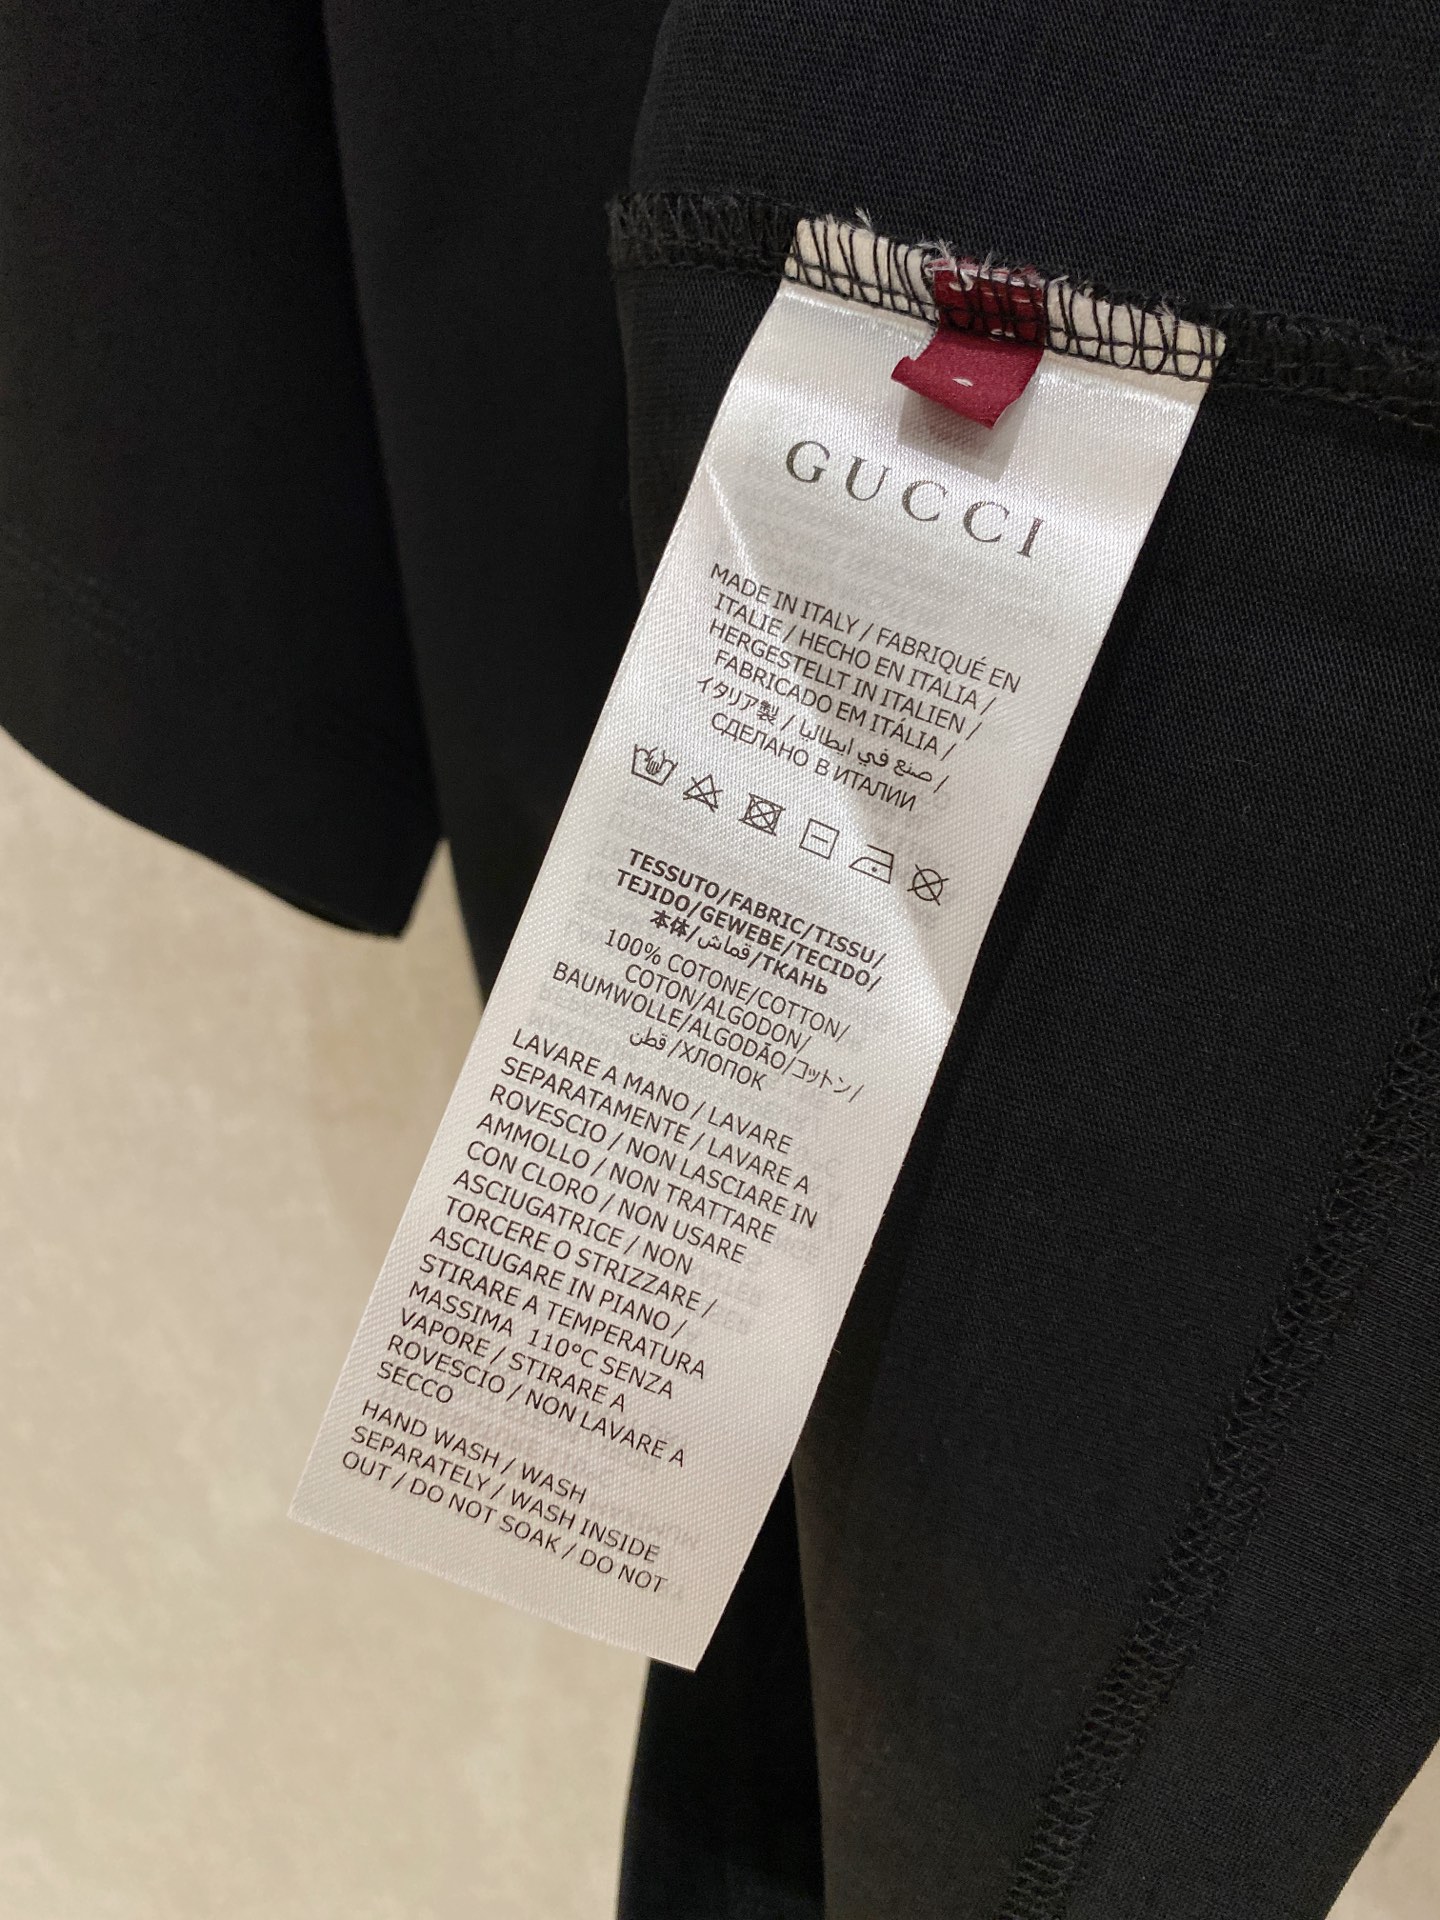 GUCCI
MADE IN ITALY / FABRIQUÉ EN
ITALIE / HECHO EN ITALIA /
HERGESTELLT IN ITALIEN /
FABRICADO EM ITÁLIA /
イタリア製 / صنع في ايطاليا /
СДЕЛАНО В ИТАЛИИ
TESSUTO/FABRIC/TISSU/
TEJIDO/GEWEBE/TECIDO/
本体/قماش/ТКАНЬ
100% COTONE/COTTON/
COTON/ALGODON/
BAUMWOLLE/ALGODÃO/コットン/
قطن /ХЛОПОК
LAVARE A MANO / LAVARE
SEPARATAMENTE / LAVARE A
ROVESCIO / NON LASCIARE IN
AMMOLLO / NON TRATTARE
CON CLORO / NON USARE
ASCIUGATRICE / NON
TORCERE O STRIZZARE /
ASCIUGARE IN PIANO /
STIRARE A TEMPERATURA
MASSIMA 110°C SENZA
VAPORE / STIRARE A
ROVESCIO / NON LAVARE A
SECCO
HAND WASH / WASH
SEPARATELY / WASH INSIDE
OUT / DO NOT SOAK / DO NOT